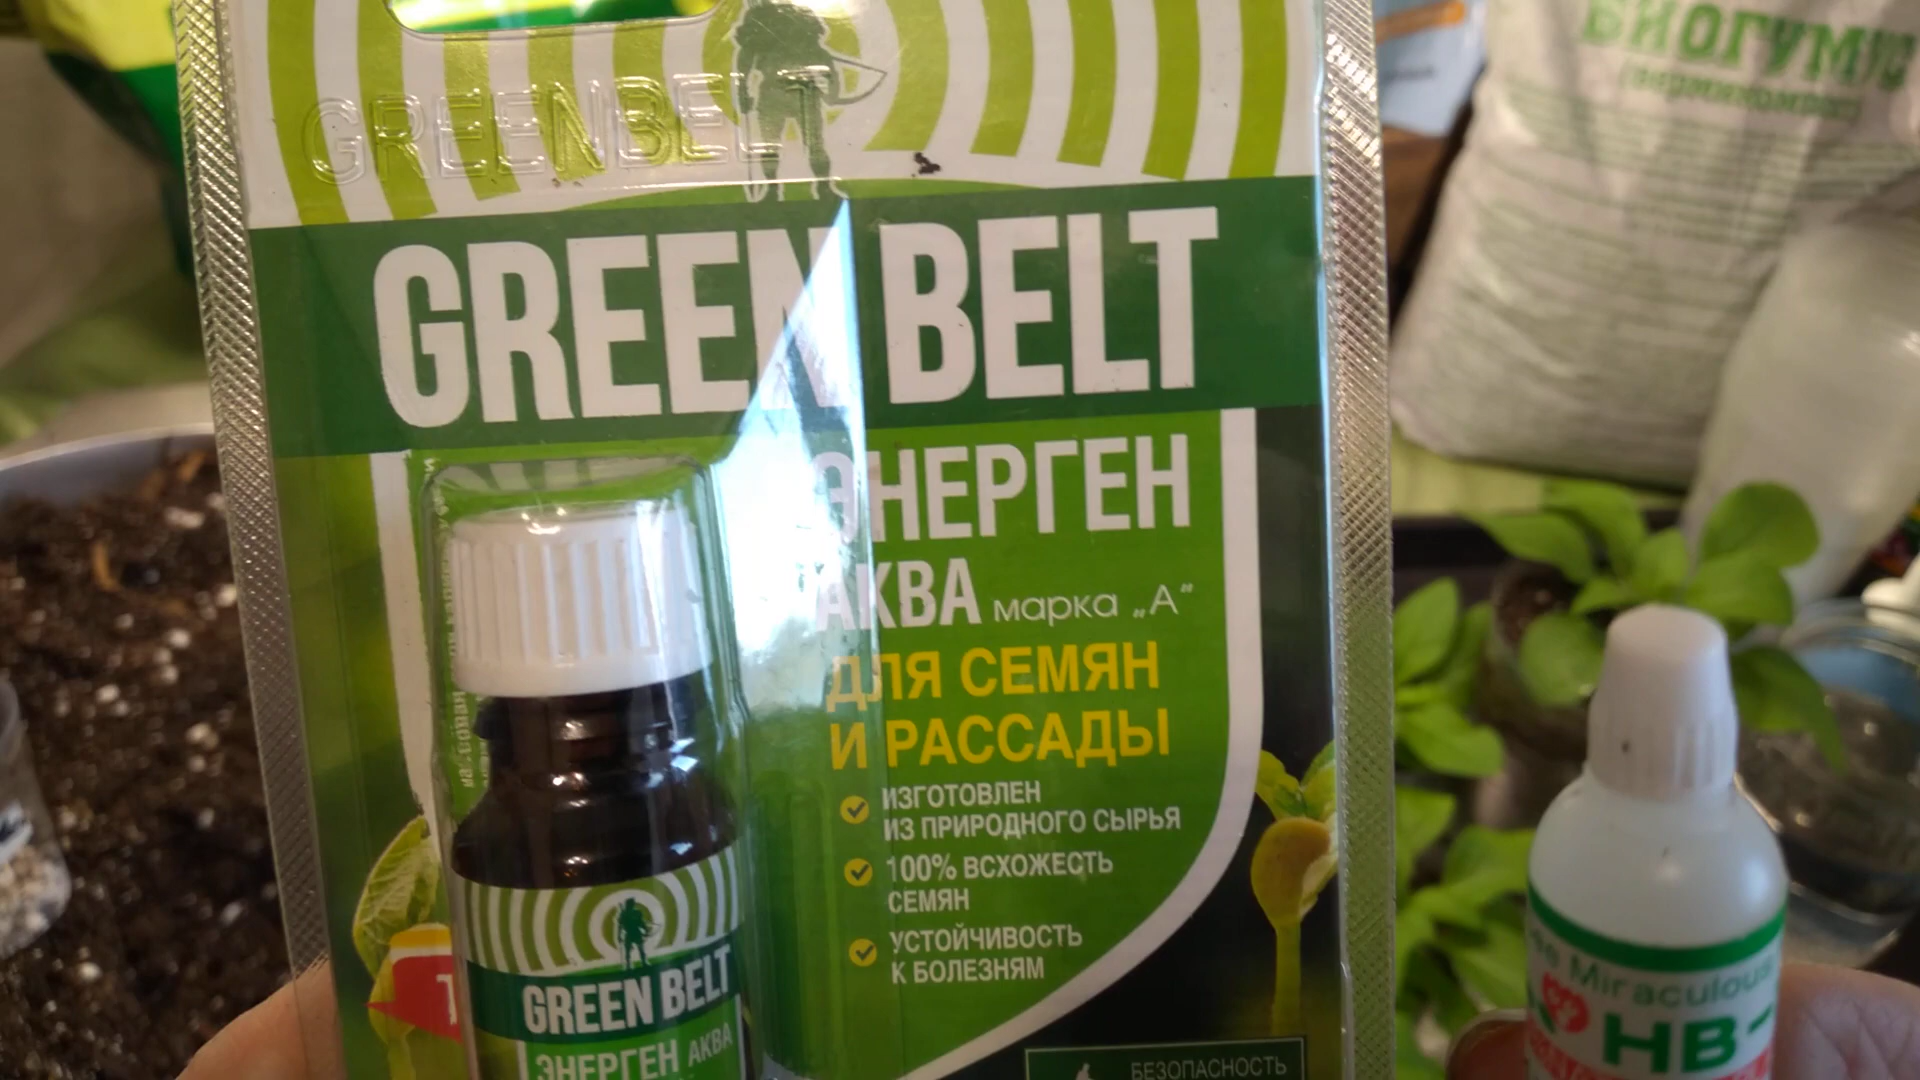 БИОГУМУС
GREENBELT
GREEN BELT
ЭНЕРГЕН
АКВА марка „А"
ДЛЯ СЕМЯН
И РАССАДЫ
ИЗГОТОВЛЕН
ИЗ ПРИРОДНОГО СЫРЬЯ
100% ВСХОЖЕСТЬ
СЕМЯН
УСТОЙЧИВОСТЬ
К БОЛЕЗНЯМ
GREEN BELT
ЭНЕРГЕН АКВА
БЕЗОПАСНОСТЬ
Miraculous
HB-